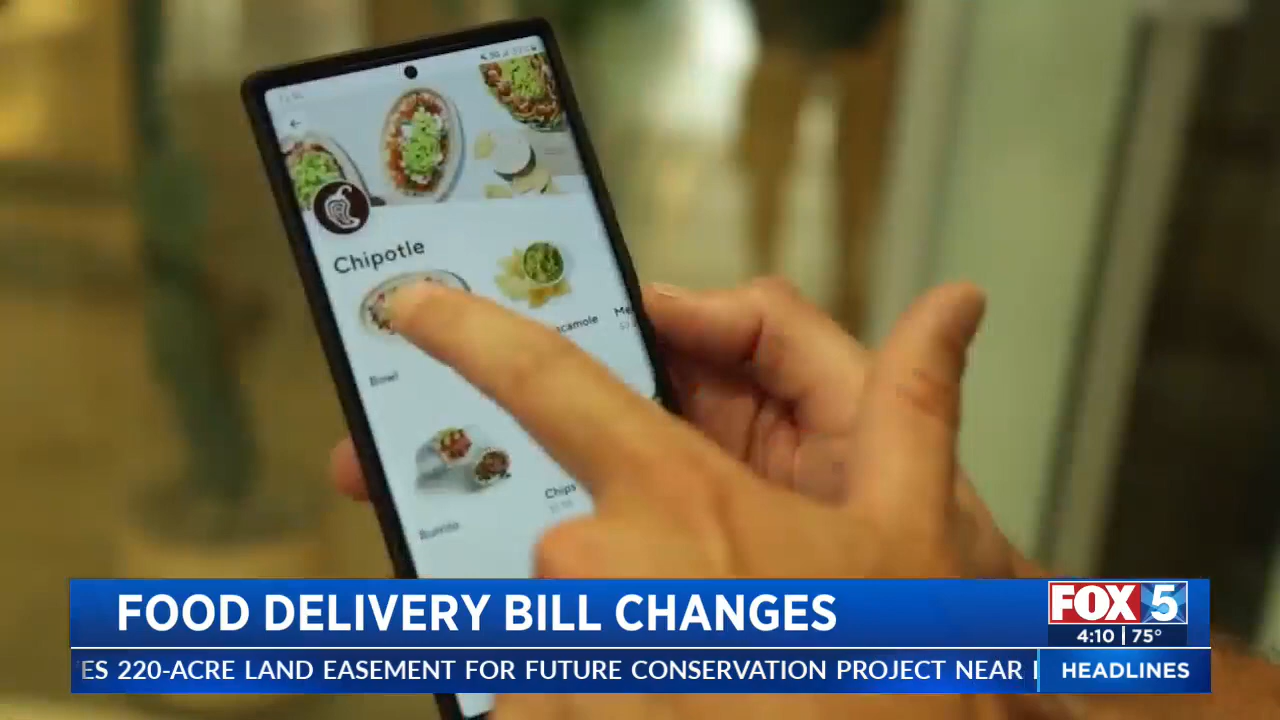 Chipotle
Bowl
Burrito
Chips
FOOD DELIVERY BILL CHANGES
FOX 5
4:10 | 75°
ES 220-ACRE LAND EASEMENT FOR FUTURE CONSERVATION PROJECT NEAR
HEADLINES